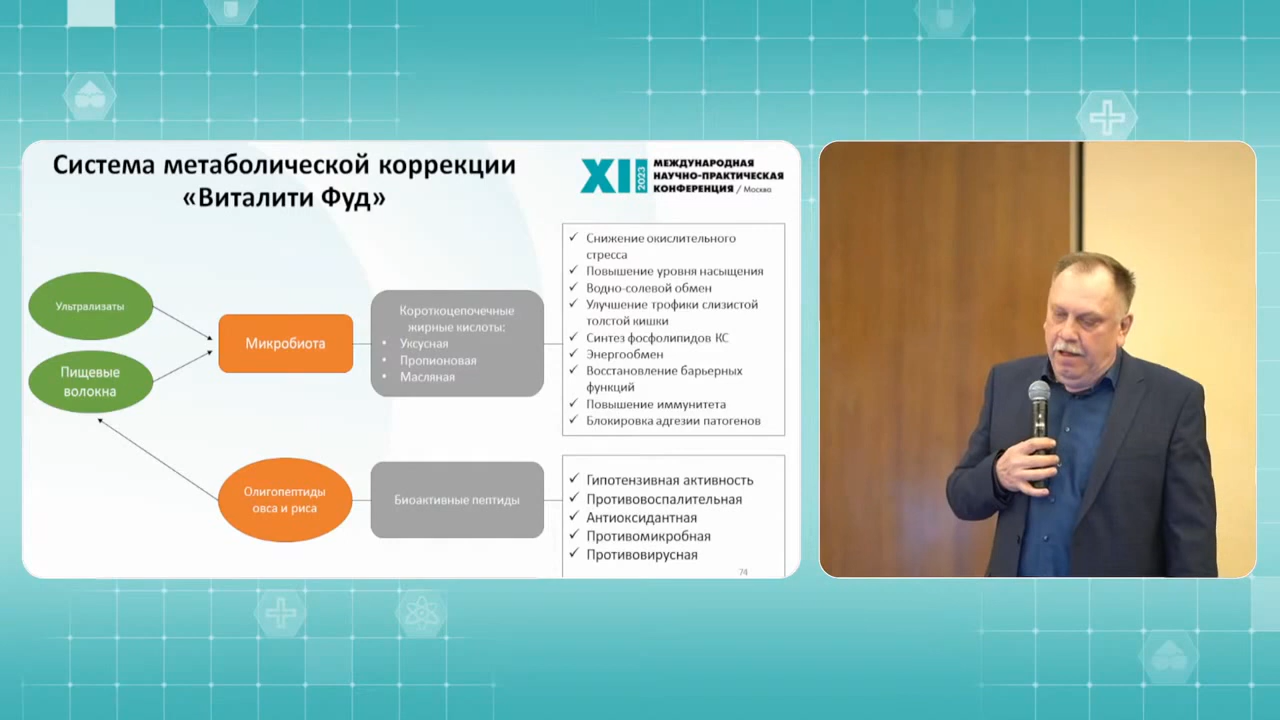 Система метаболической коррекции
«Виталити Фуд»
XII 2023
МЕЖДУНАРОДНАЯ
НАУЧНО-ПРАКТИЧЕСКАЯ
КОНФЕРЕНЦИЯ / Москва
Ультрализаты
Пищевые
волокна
Микробиота
Короткоцепочечные
жирные кислоты:
• Уксусная
• Пропионовая
• Масляная
✓ Снижение окислительного
стресса
✓ Повышение уровня насыщения
✓ Водно-солевой обмен
✓ Улучшение трофики слизистой
толстой кишки
✓ Синтез фосфолипидов КС
✓ Энергообмен
✓ Восстановление барьерных
функций
✓ Повышение иммунитета
✓ Блокировка адгезии патогенов
Олигопептиды
овса и риса
Биоактивные пептиды
✓ Гипотензивная активность
✓ Противовоспалительная
✓ Антиоксидантная
✓ Противомикробная
✓ Противовирусная
74